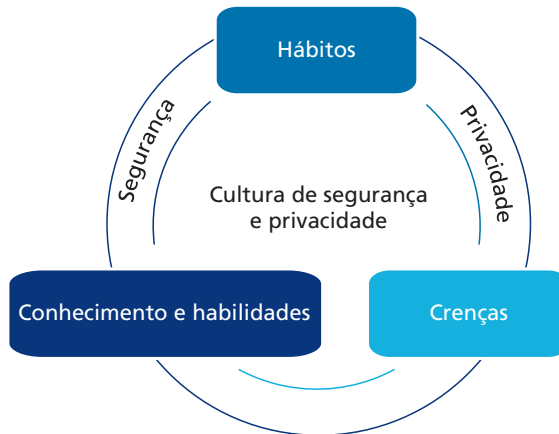 Hábitos
Segurança
Privacidade
Cultura de segurança
e privacidade
Conhecimento e habilidades
Crenças